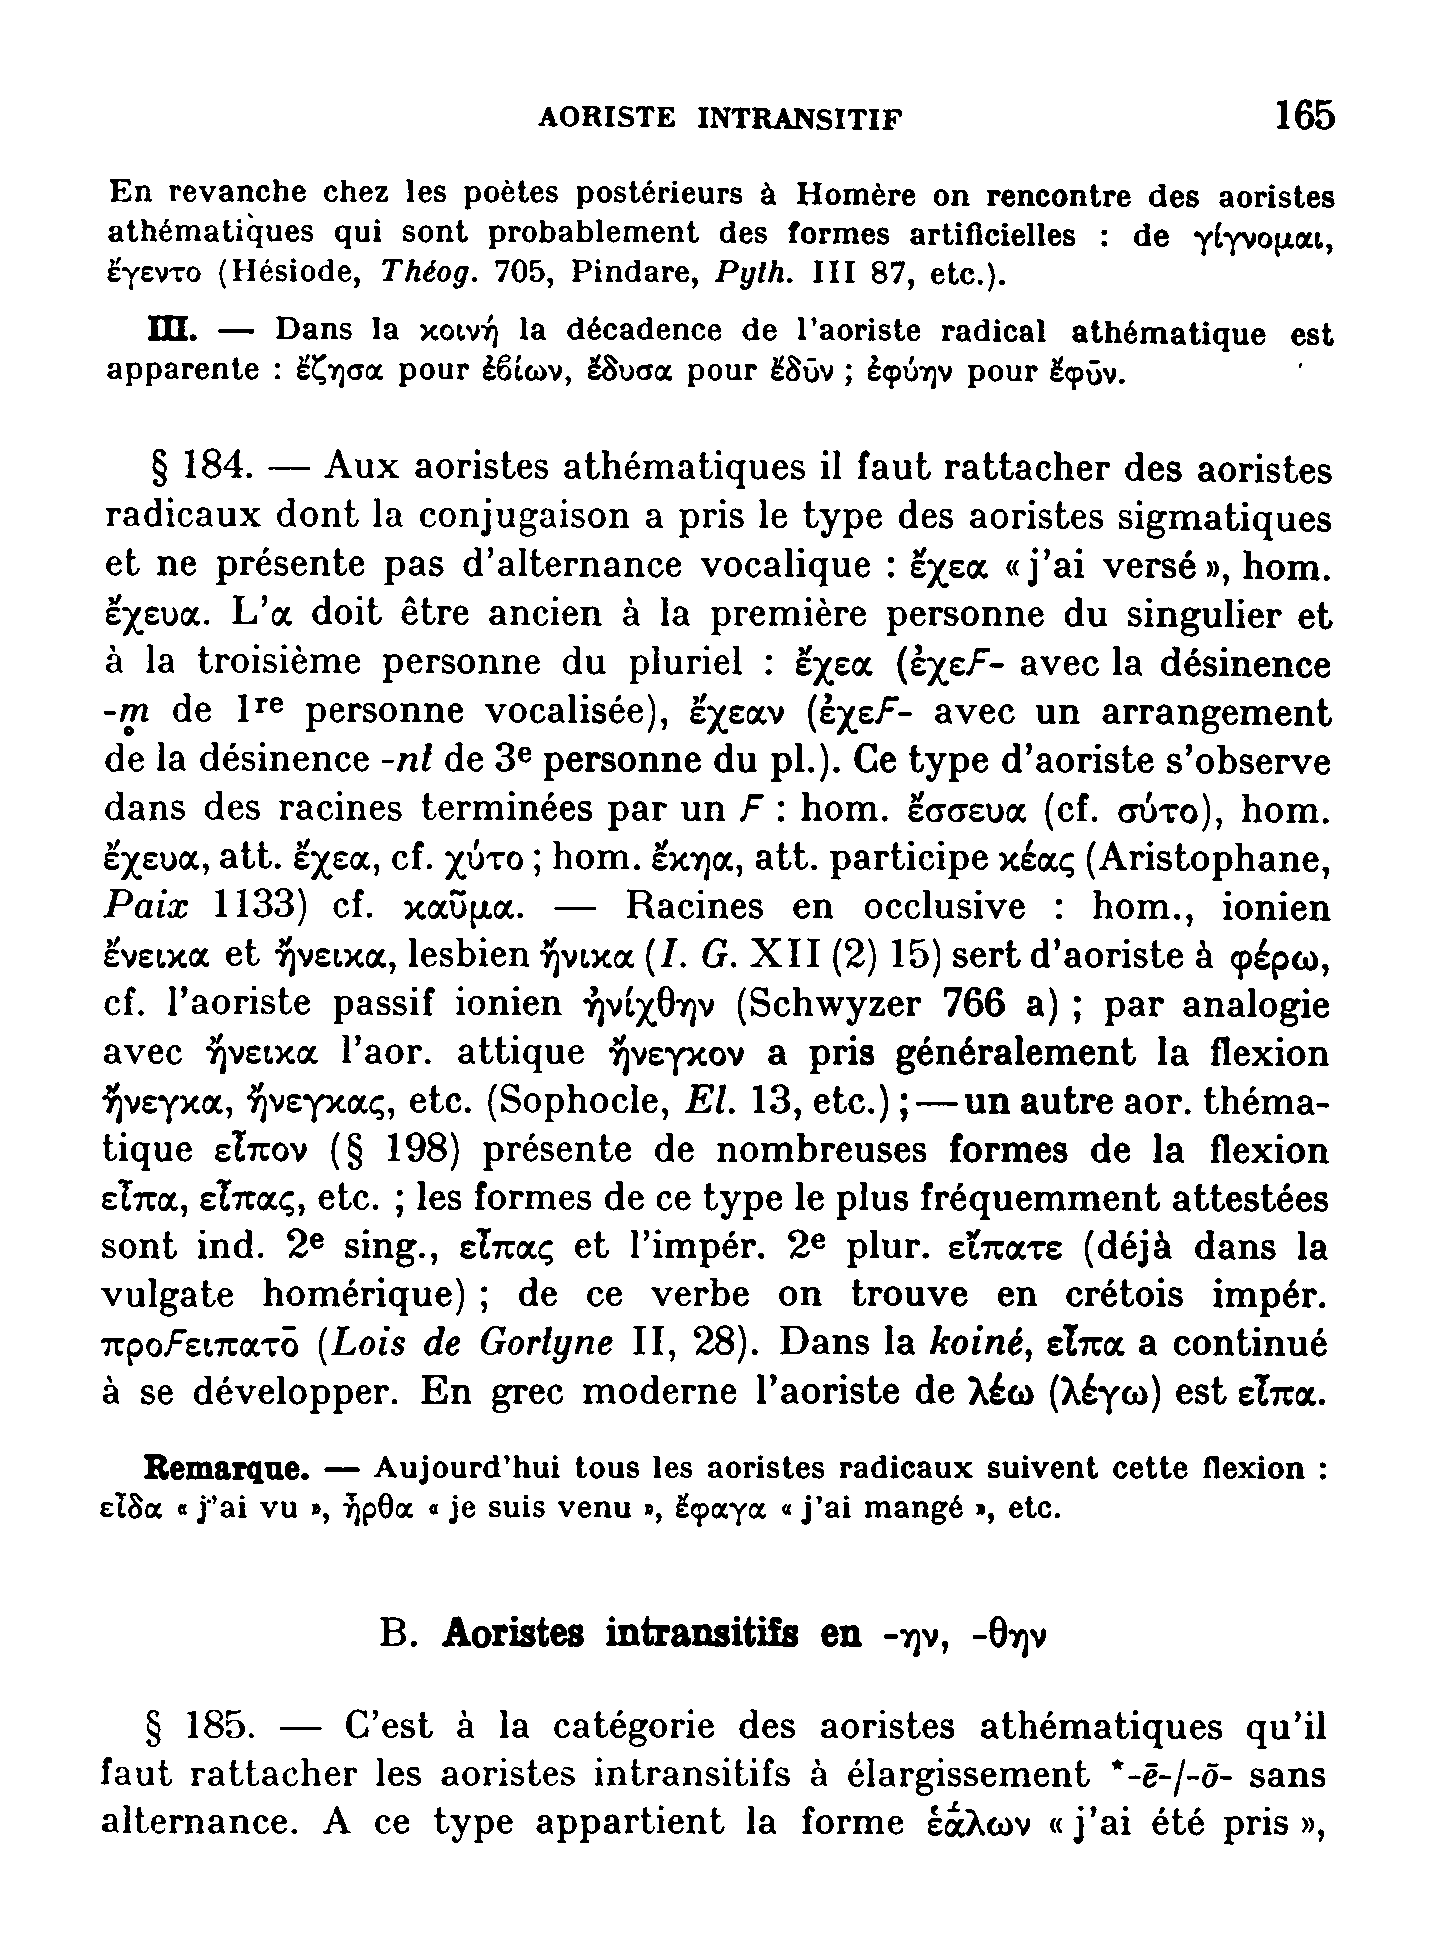 AORISTE INTRANSITIF 165
En revanche chez les poètes postérieurs à Homère on rencontre des aoristes
athématiques qui sont probablement des formes artificielles : de γίγνομαι,
ἔγεντο (Hésiode, Théog. 705, Pindare, Pyth. III 87, etc.).
III. — Dans la κοινή la décadence de l'aoriste radical athématique est
apparente : ἔζησα pour ἐϐίων, ἔδυσα pour ἔδῡν ; ἐφύην pour ἔφῡν.
§ 184. — Aux aoristes athématiques il faut rattacher des aoristes
radicaux dont la conjugaison a pris le type des aoristes sigmatiques
et ne présente pas d'alternance vocalique : ἔχεα « j'ai versé », hom.
ἔχευα. L'α doit être ancien à la première personne du singulier et
à la troisième personne du pluriel : ἔχεα (ἐχεϜ- avec la désinence
-m̥ de 1re personne vocalisée), ἔχεαν (ἐχεϜ- avec un arrangement
de la désinence -nt de 3e personne du pl.). Ce type d'aoriste s'observe
dans des racines terminées par un Ϝ : hom. ἔσσευα (cf. σύτο), hom.
ἔχευα, att. ἔχεα, cf. χύτο ; hom. ἔκηα, att. participe κέας (Aristophane,
Paix 1133) cf. καῦμα. — Racines en occlusive : hom., ionien
ἔνεικα et ἤνεικα, lesbien ἤνικα (I. G. XII (2) 15) sert d'aoriste à φέρω,
cf. l'aoriste passif ionien ἠνίχθην (Schwyzer 766 a) ; par analogie
avec ἤνεικα l'aor. attique ἤνεγκον a pris généralement la flexion
ἤνεγκα, ἤνεγκας, etc. (Sophocle, El. 13, etc.) ; — un autre aor. théma-
tique εἶπον (§ 198) présente de nombreuses formes de la flexion
εἶπα, εἶπας, etc. ; les formes de ce type le plus fréquemment attestées
sont ind. 2e sing., εἶπας et l'impér. 2e plur. εἴπατε (déjà dans la
vulgate homérique) ; de ce verbe on trouve en crétois impér.
προϜειπατο̄ (Lois de Gortyne II, 28). Dans la koiné, εἶπα a continué
à se développer. En grec moderne l'aoriste de λέω (λέγω) est εἶπα.
Remarque. — Aujourd'hui tous les aoristes radicaux suivent cette flexion :
εἶδα « j'ai vu », ἦρθα « je suis venu », ἔφαγα « j'ai mangé », etc.
B. Aoristes intransitifs en -ην, -θην
§ 185. — C'est à la catégorie des aoristes athématiques qu'il
faut rattacher les aoristes intransitifs à élargissement *-ē-/-ō- sans
alternance. A ce type appartient la forme ἑά̄λων « j'ai été pris »,